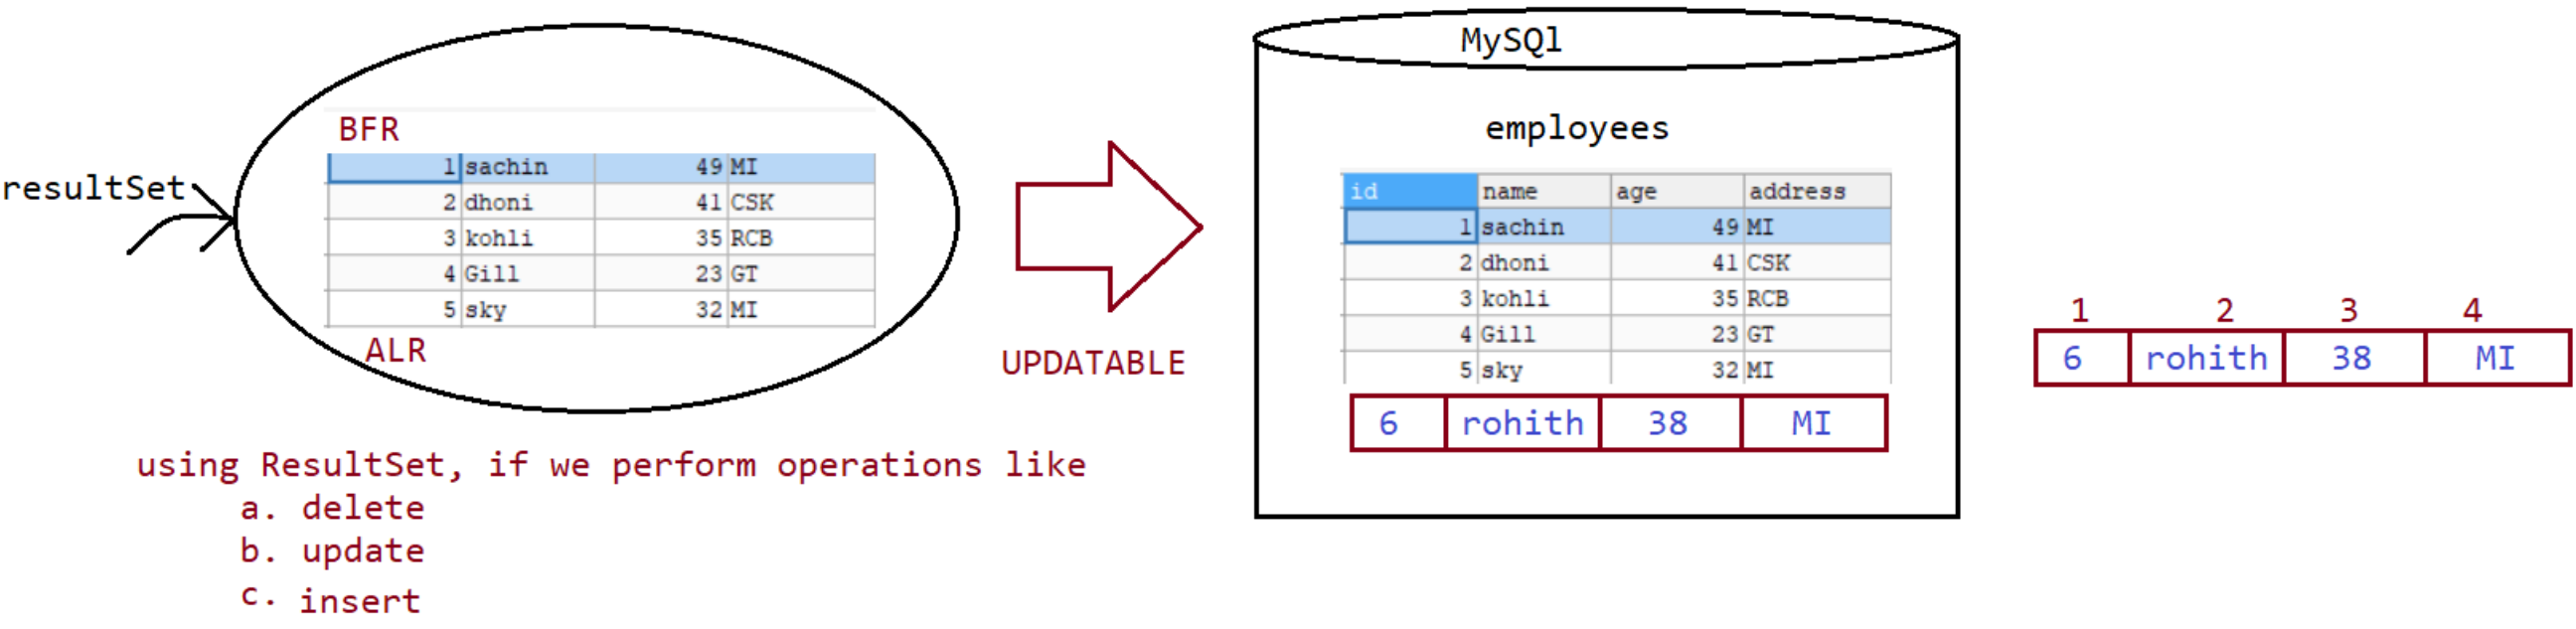 resultSet
BFR
1 sachin 49 MI
2 dhoni 41 CSK
3 kohli 35 RCB
4 Gill 23 GT
5 sky 32 MI
ALR
using ResultSet, if we perform operations like
a. delete
b. update
c. insert
UPDATABLE
MySQl
employees
id name age address
1 sachin 49 MI
2 dhoni 41 CSK
3 kohli 35 RCB
4 Gill 23 GT
5 sky 32 MI
6 rohith 38 MI
1 2 3 4
6 rohith 38 MI